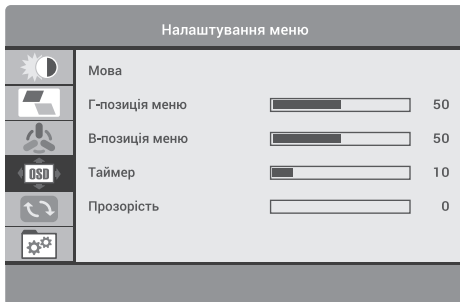 Налаштування меню
Мова
Г-позиція меню 50
В-позиція меню 50
OSD
Таймер 10
Прозорість 0